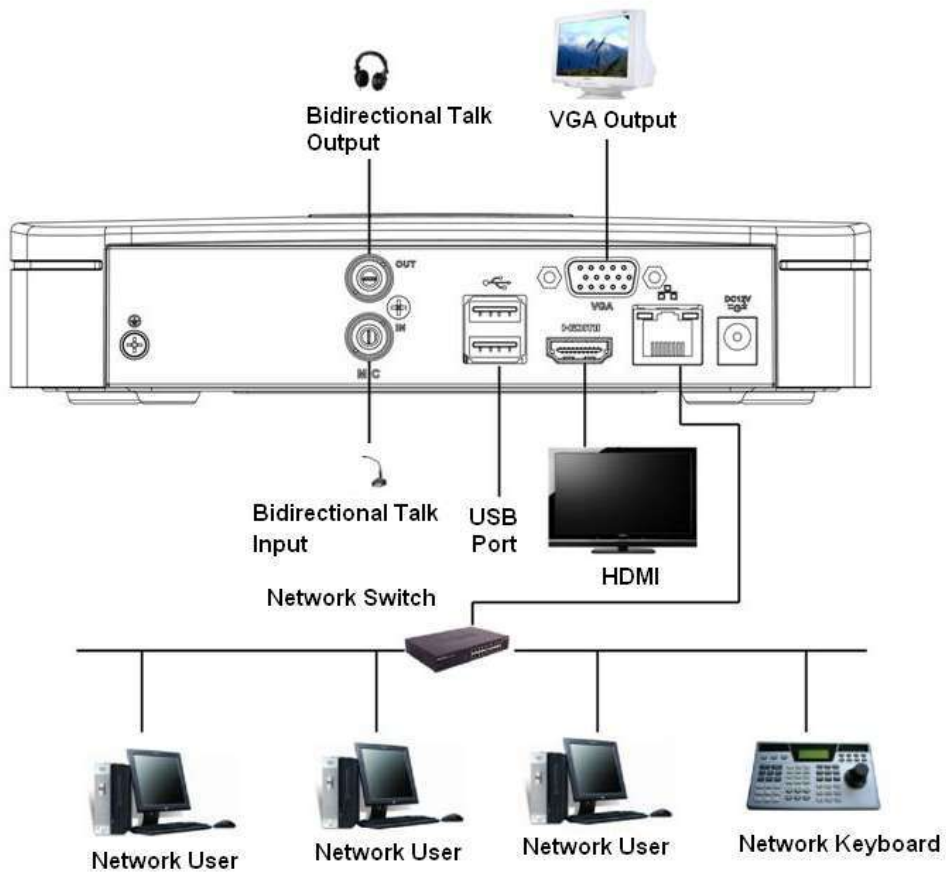 Bidirectional Talk
Output
VGA Output
OUT
VGA
DC12V
IN
HDMI
MIC
Bidirectional Talk
Input
USB
Port
HDMI
Network Switch
Network User
Network User
Network User
Network Keyboard